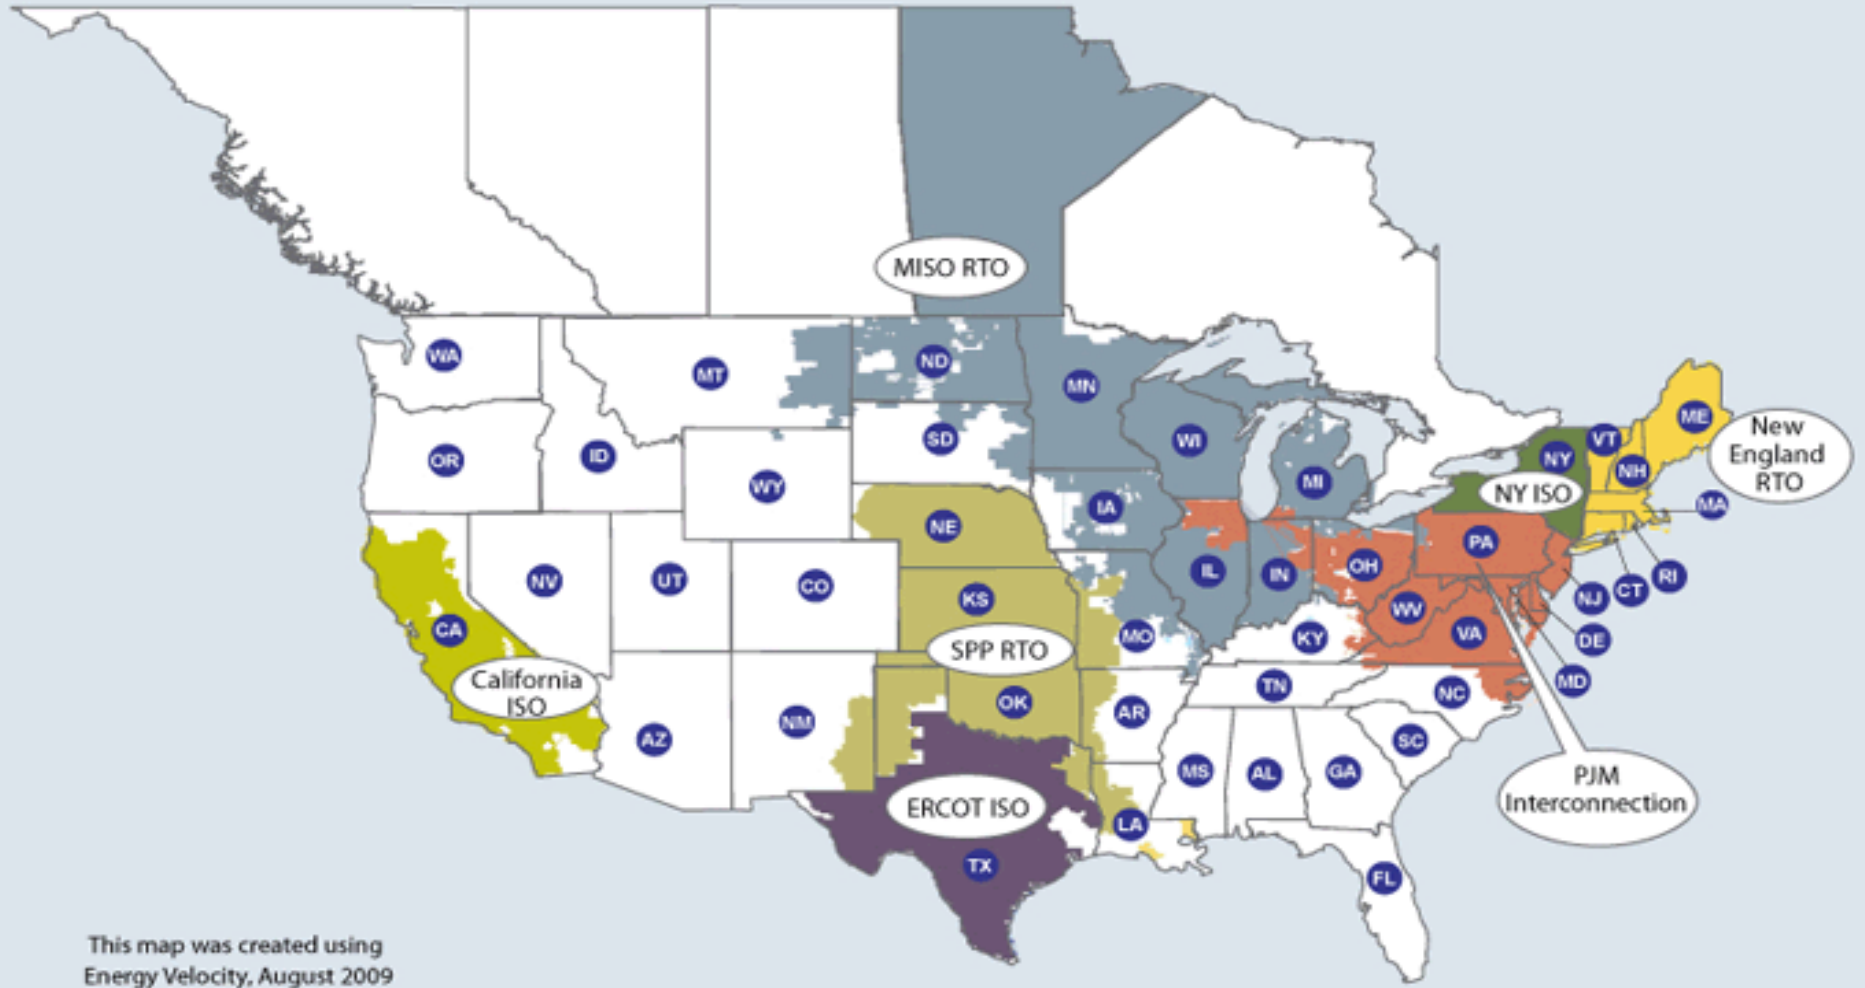 MISO RTO
WA
MT
ND
MN
OR
ID
SD
WI
MI
NY
VT
NH
ME
New
England
RTO
NY ISO
MA
WY
NE
IA
PA
NV
UT
CO
KS
IL
IN
OH
NJ
CT
RI
CA
WV
VA
DE
MO
KY
SPP RTO
California
ISO
AZ
NM
OK
AR
TN
NC
MD
SC
MS
AL
GA
PJM
Interconnection
ERCOT ISO
LA
TX
FL
This map was created using
Energy Velocity, August 2009